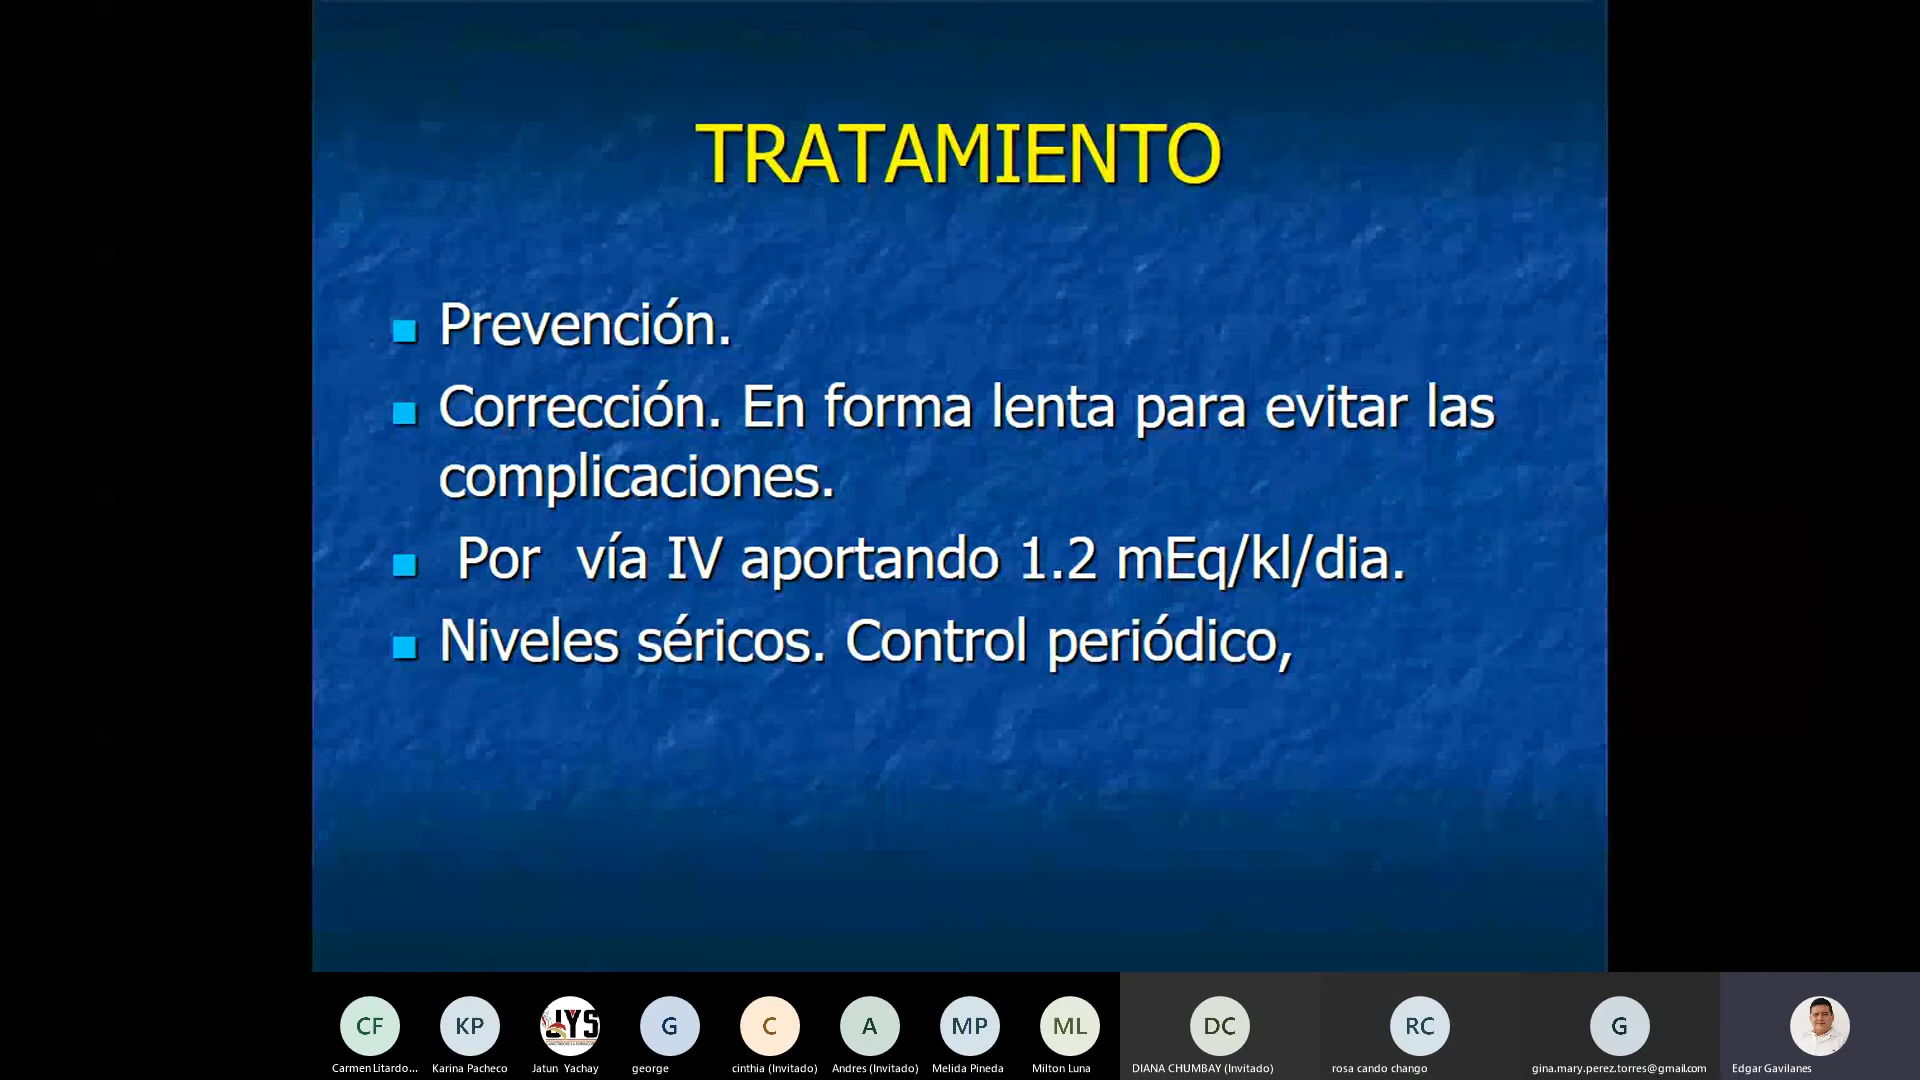 TRATAMIENTO
Prevención.
Corrección. En forma lenta para evitar las
complicaciones.
Por vía IV aportando 1.2 mEq/kl/dia.
Niveles séricos. Control periódico,
CF
KP
JYS
G
C
A
MP
ML
DC
RC
G
Carmen Litardo...
Karina Pacheco
Jatun Yachay
george
cinthia (Invitado)
Andres (Invitado)
Melida Pineda
Milton Luna
DIANA CHUMBAY (Invitado)
rosa cando chango
gina.mary.perez.torres@gmail.com
Edgar Gavilanes